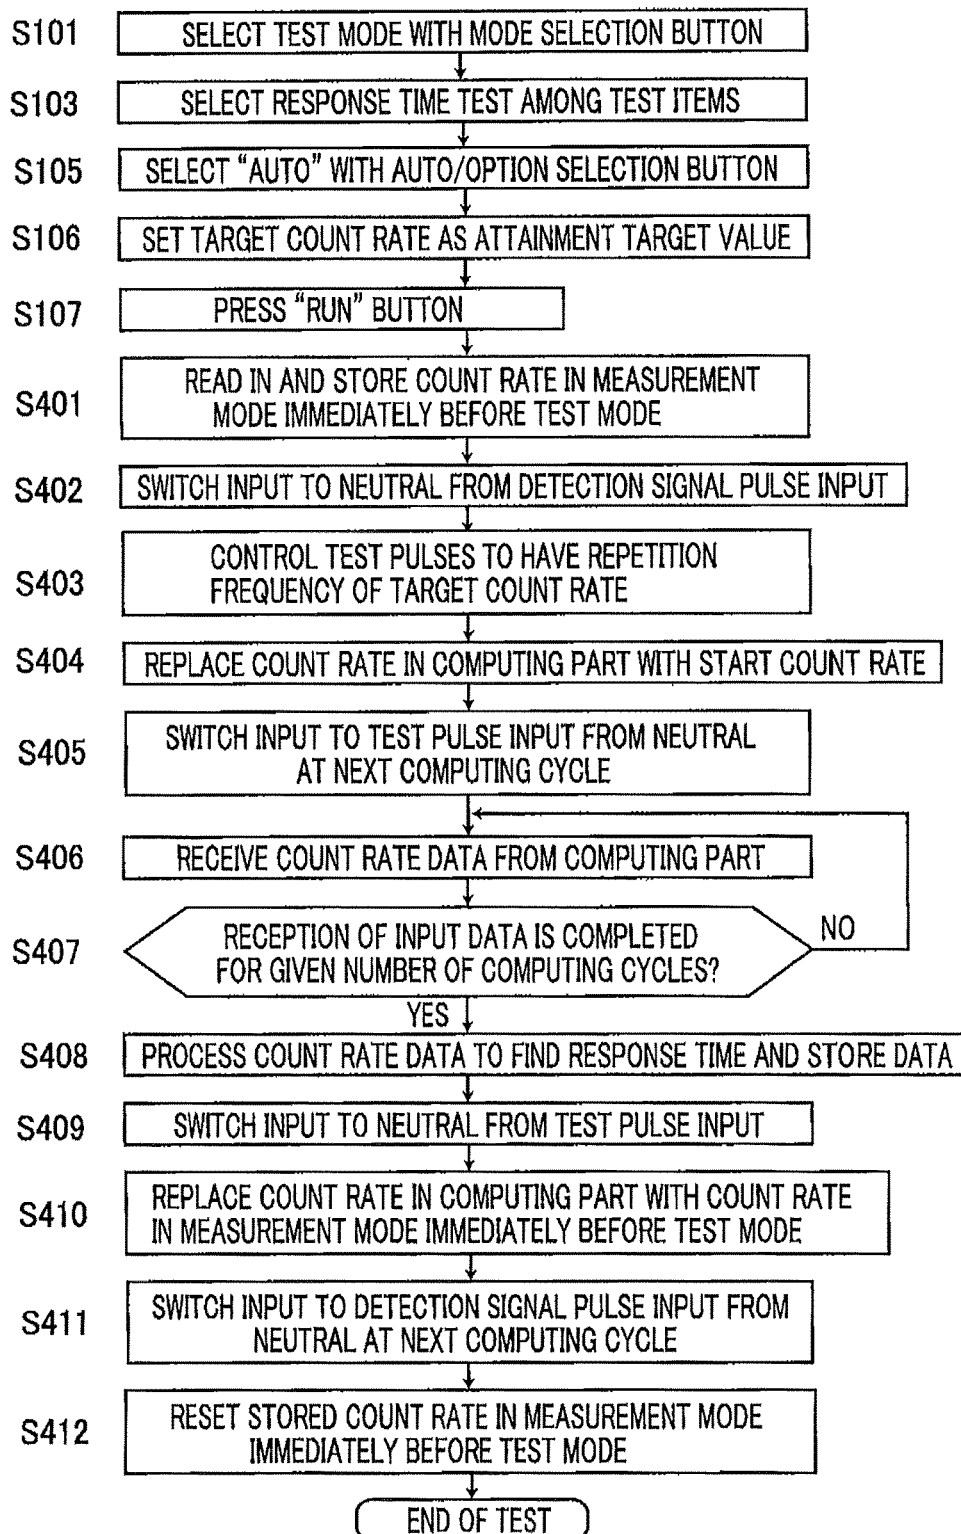 S101 SELECT TEST MODE WITH MODE SELECTION BUTTON
S103 SELECT RESPONSE TIME TEST AMONG TEST ITEMS
S105 SELECT “AUTO” WITH AUTO/OPTION SELECTION BUTTON
S106 SET TARGET COUNT RATE AS ATTAINMENT TARGET VALUE
S107 PRESS “RUN” BUTTON
S401 READ IN AND STORE COUNT RATE IN MEASUREMENT
MODE IMMEDIATELY BEFORE TEST MODE
S402 SWITCH INPUT TO NEUTRAL FROM DETECTION SIGNAL PULSE INPUT
S403 CONTROL TEST PULSES TO HAVE REPETITION
FREQUENCY OF TARGET COUNT RATE
S404 REPLACE COUNT RATE IN COMPUTING PART WITH START COUNT RATE
S405 SWITCH INPUT TO TEST PULSE INPUT FROM NEUTRAL
AT NEXT COMPUTING CYCLE
S406 RECEIVE COUNT RATE DATA FROM COMPUTING PART
S407 RECEPTION OF INPUT DATA IS COMPLETED
FOR GIVEN NUMBER OF COMPUTING CYCLES?
NO
YES
S408 PROCESS COUNT RATE DATA TO FIND RESPONSE TIME AND STORE DATA
S409 SWITCH INPUT TO NEUTRAL FROM TEST PULSE INPUT
S410 REPLACE COUNT RATE IN COMPUTING PART WITH COUNT RATE
IN MEASUREMENT MODE IMMEDIATELY BEFORE TEST MODE
S411 SWITCH INPUT TO DETECTION SIGNAL PULSE INPUT FROM
NEUTRAL AT NEXT COMPUTING CYCLE
S412 RESET STORED COUNT RATE IN MEASUREMENT MODE
IMMEDIATELY BEFORE TEST MODE
END OF TEST